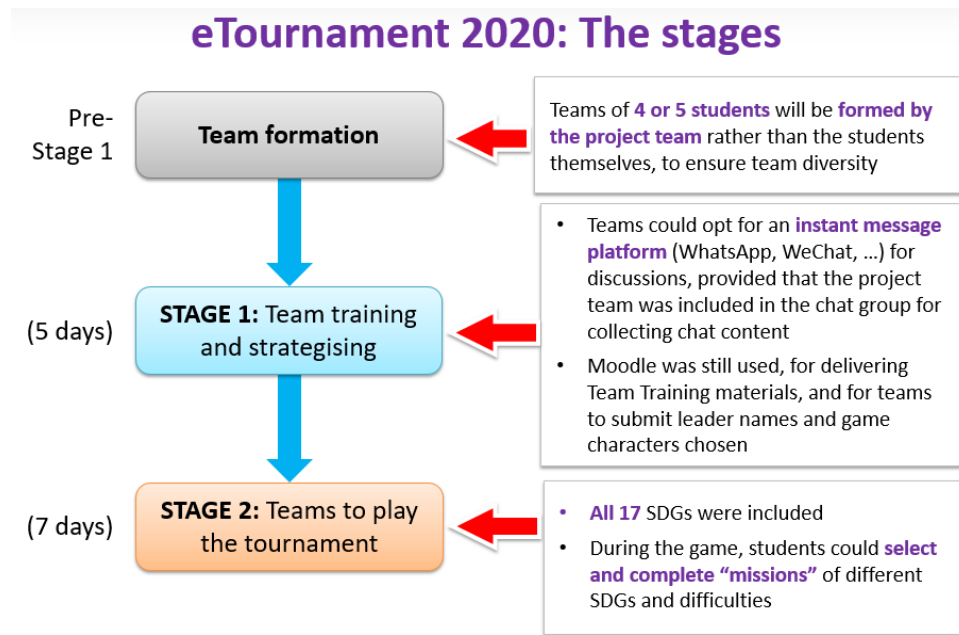 eTournament 2020: The stages
Pre-
Stage 1
Team formation
Teams of 4 or 5 students will be formed by
the project team rather than the students
themselves, to ensure team diversity
(5 days)
STAGE 1: Team training
and strategising
• Teams could opt for an instant message
platform (WhatsApp, WeChat, …) for
discussions, provided that the project
team was included in the chat group for
collecting chat content
• Moodle was still used, for delivering
Team Training materials, and for teams
to submit leader names and game
characters chosen
(7 days)
STAGE 2: Teams to play
the tournament
• All 17 SDGs were included
• During the game, students could select
and complete “missions” of different
SDGs and difficulties